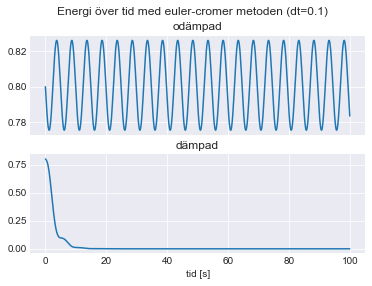 Energi över tid med euler-cromer metoden (dt=0.1)
odämpad
0.82
0.80
0.78
dämpad
0.75
0.50
0.25
0.00
0 20 40 60 80 100
tid [s]